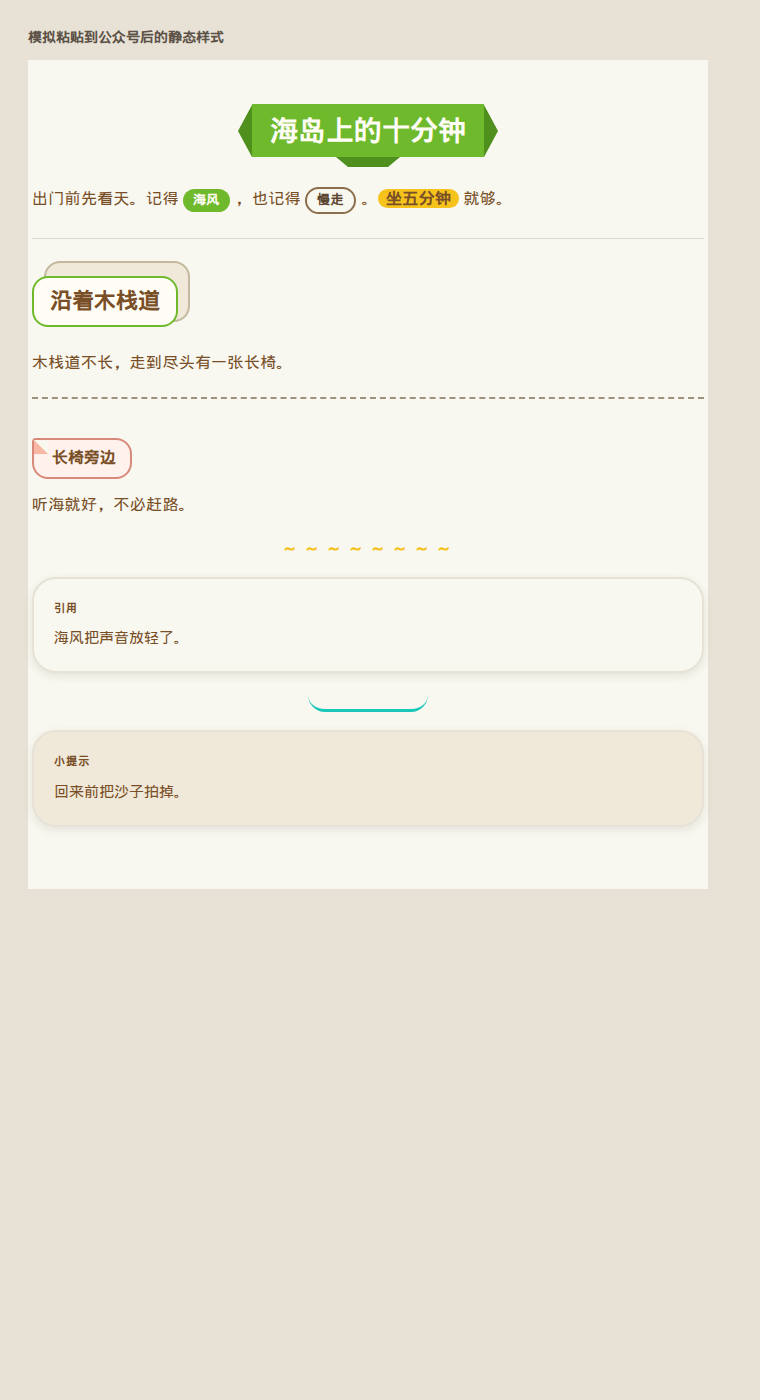 模拟粘贴到公众号后的静态样式
海岛上的十分钟
出门前先看天。记得 海风 ，也记得 慢走 。 坐五分钟 就够。
沿着木栈道
木栈道不长，走到尽头有一张长椅。
长椅旁边
听海就好，不必赶路。
~ ~ ~ ~ ~ ~ ~ ~
引用
海风把声音放轻了。
小提示
回来前把沙子拍掉。